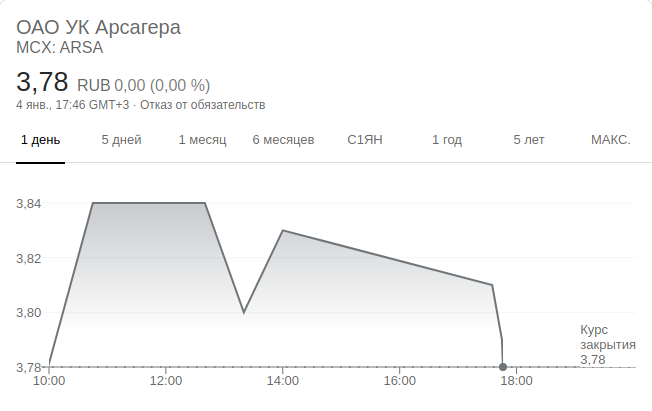 ОАО УК Арсагера
MCX: ARSA
3,78 RUB 0,00 (0,00 %)
4 янв., 17:46 GMT+3 · Отказ от обязательств
1 день 5 дней 1 месяц 6 месяцев С1ЯН 1 год 5 лет МАКС.
3,84
3,82
3,80
Курс
закрытия
3,78
3,78
10:00 12:00 14:00 16:00 18:00